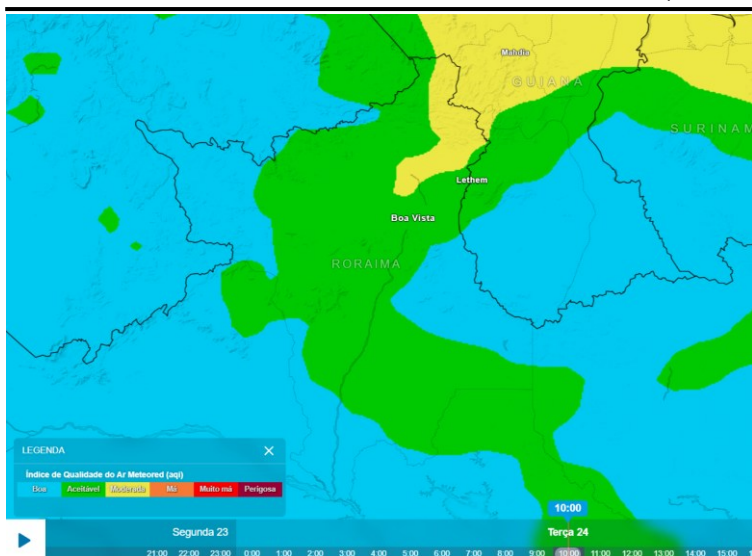 Mahdia
GUIANA
SURINAM
Lethem
Boa Vista
RORAIMA
LEGENDA
Índice de Qualidade do Ar Meteored (aqi)
Boa Aceitável Moderada Má Muito má Perigosa
10:00
Segunda 23 Terça 24
21:00 22:00 23:00 0:00 1:00 2:00 3:00 4:00 5:00 6:00 7:00 8:00 9:00 10:00 11:00 12:00 13:00 14:00 15:00